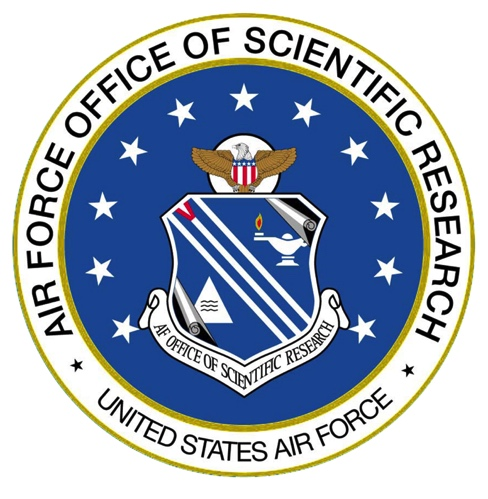 AIR FORCE OFFICE OF SCIENTIFIC RESEARCH
AF OFFICE OF SCIENTIFIC RESEARCH
UNITED STATES AIR FORCE